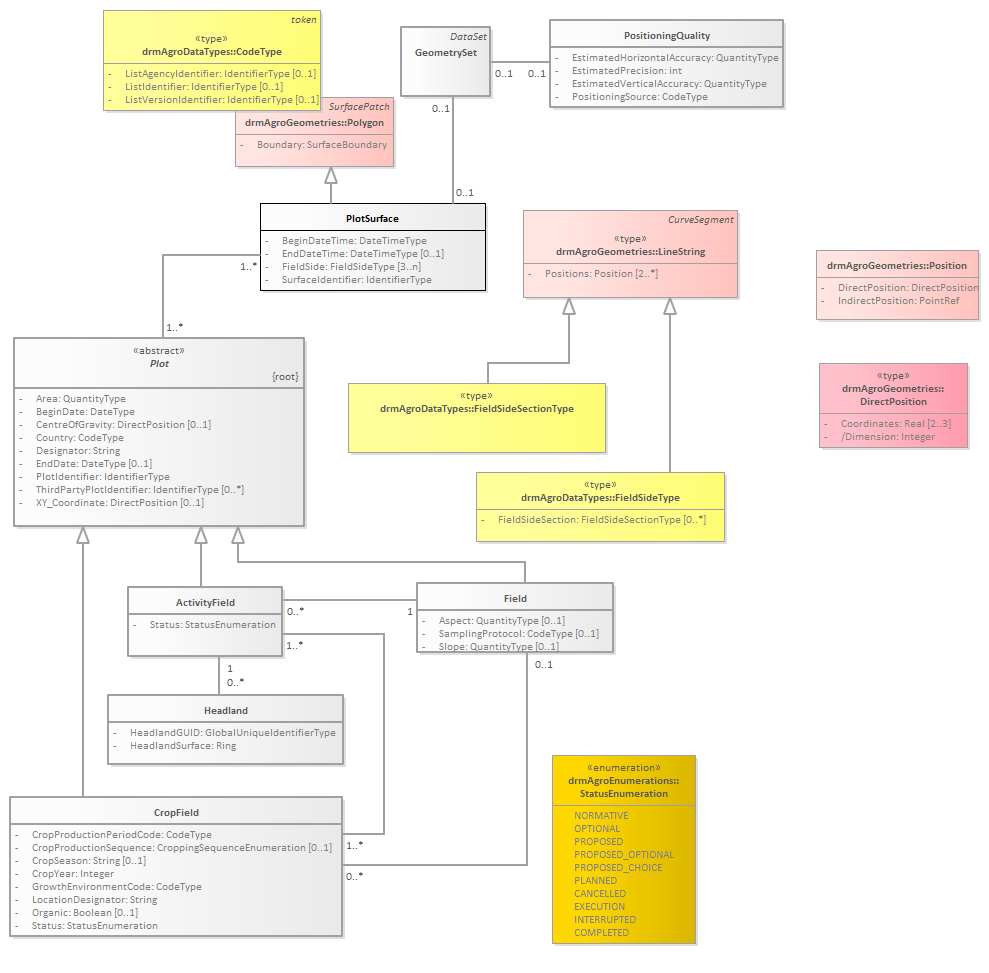 token
«type»
drmAgroDataTypes::CodeType
- ListAgencyIdentifier: IdentifierType [0..1]
- ListIdentifier: IdentifierType [0..1]
- ListVersionIdentifier: IdentifierType [0..1]
SurfacePatch
drmAgroGeometries::Polygon
- Boundary: SurfaceBoundary
DataSet
GeometrySet
0..1
0..1
0..1
0..1
PositioningQuality
- EstimatedHorizontalAccuracy: QuantityType
- EstimatedPrecision: int
- EstimatedVerticalAccuracy: QuantityType
- PositioningSource: CodeType
PlotSurface
- BeginDateTime: DateTimeType
- EndDateTime: DateTimeType [0..1]
- FieldSide: FieldSideType [3..n]
- SurfaceIdentifier: IdentifierType
1..*
1..*
CurveSegment
«type»
drmAgroGeometries::LineString
- Positions: Position [2..*]
drmAgroGeometries::Position
- DirectPosition: DirectPosition
- IndirectPosition: PointRef
«type»
drmAgroGeometries::
DirectPosition
- Coordinates: Real [2..3]
- /Dimension: Integer
«abstract»
Plot
{root}
- Area: QuantityType
- BeginDate: DateType
- CentreOfGravity: DirectPosition [0..1]
- Country: CodeType
- Designator: String
- EndDate: DateType [0..1]
- PlotIdentifier: IdentifierType
- ThirdPartyPlotIdentifier: IdentifierType [0..*]
- XY_Coordinate: DirectPosition [0..1]
«type»
drmAgroDataTypes::FieldSideSectionType
«type»
drmAgroDataTypes::FieldSideType
- FieldSideSection: FieldSideSectionType [0..*]
ActivityField
- Status: StatusEnumeration
0..*
1
1..*
1
0..*
Field
- Aspect: QuantityType [0..1]
- SamplingProtocol: CodeType [0..1]
- Slope: QuantityType [0..1]
0..1
Headland
- HeadlandGUID: GlobalUniqueIdentifierType
- HeadlandSurface: Ring
CropField
- CropProductionPeriodCode: CodeType
- CropProductionSequence: CroppingSequenceEnumeration [0..1]
- CropSeason: String [0..1]
- CropYear: Integer
- GrowthEnvironmentCode: CodeType
- LocationDesignator: String
- Organic: Boolean [0..1]
- Status: StatusEnumeration
1..*
0..*
«enumeration»
drmAgroEnumerations::
StatusEnumeration
NORMATIVE
OPTIONAL
PROPOSED
PROPOSED_OPTIONAL
PROPOSED_CHOICE
PLANNED
CANCELLED
EXECUTION
INTERRUPTED
COMPLETED